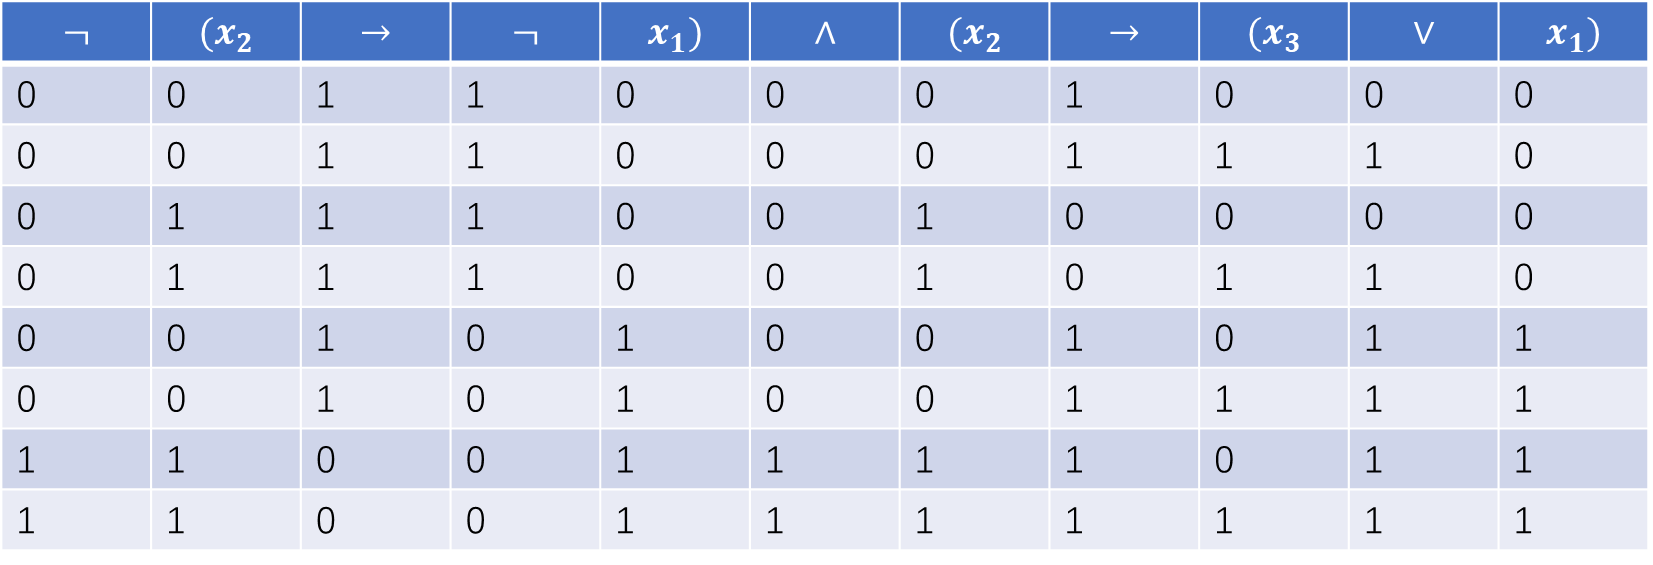 ¬ (x₂ → ¬ x₁) ∧ (x₂ → (x₃ ∨ x₁)
0 0 1 1 0 0 0 1 0 0 0
0 0 1 1 0 0 0 1 1 1 0
0 1 1 1 0 0 1 0 0 0 0
0 1 1 1 0 0 1 0 1 1 0
0 0 1 0 1 0 0 1 0 1 1
0 0 1 0 1 0 0 1 1 1 1
1 1 0 0 1 1 1 1 0 1 1
1 1 0 0 1 1 1 1 1 1 1